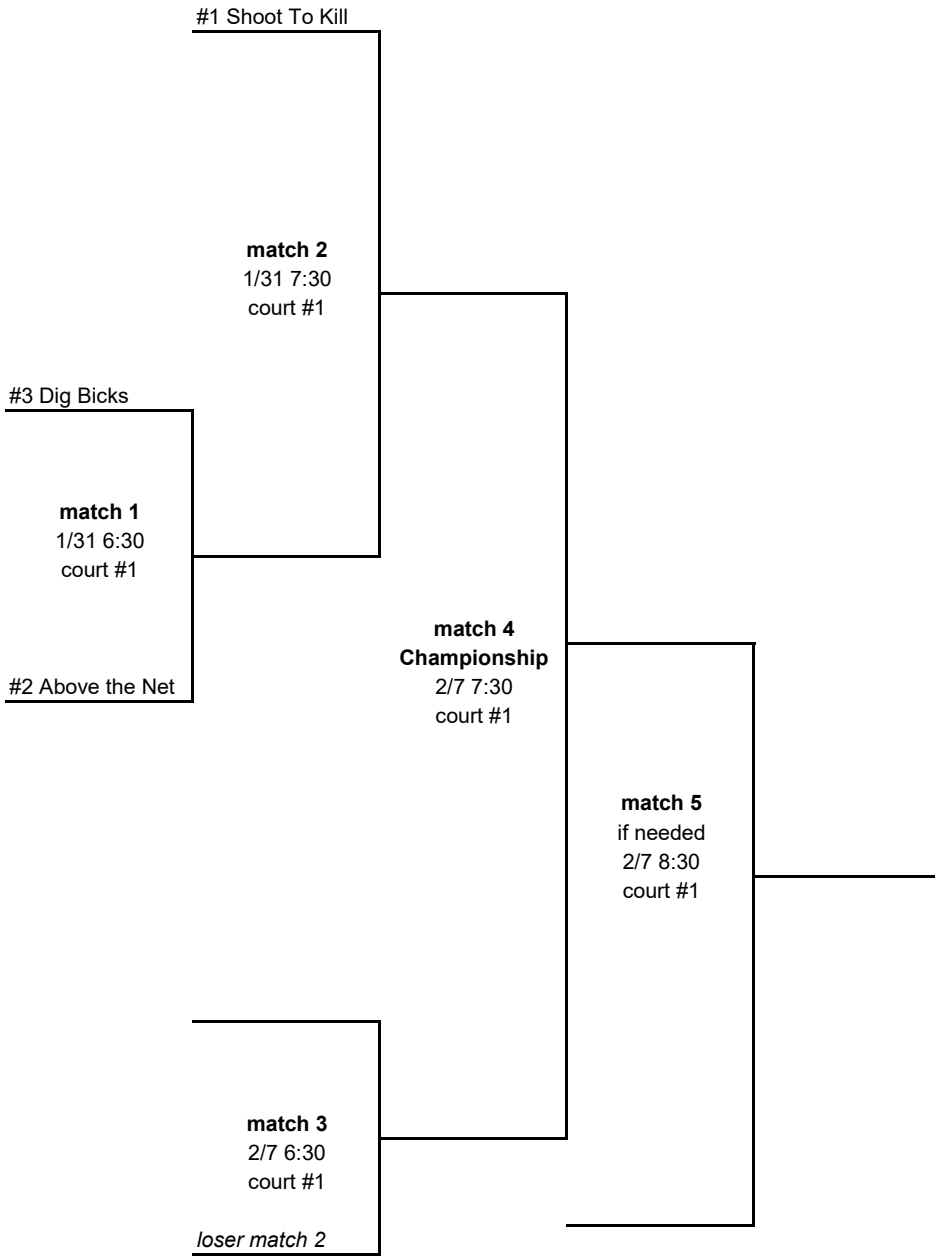 #1 Shoot To Kill
match 2
1/31 7:30
court #1
#3 Dig Bicks
match 1
1/31 6:30
court #1
#2 Above the Net
match 4
Championship
2/7 7:30
court #1
match 5
if needed
2/7 8:30
court #1
match 3
2/7 6:30
court #1
loser match 2